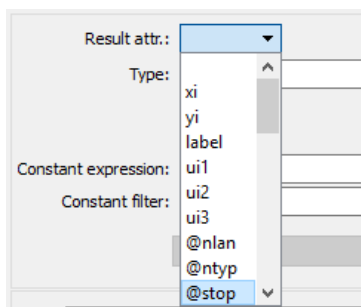 Result attr.:
Type:
xi
yi
label
ui1
Constant expression:
ui2
Constant filter:
ui3
@nlan
@ntyp
@stop